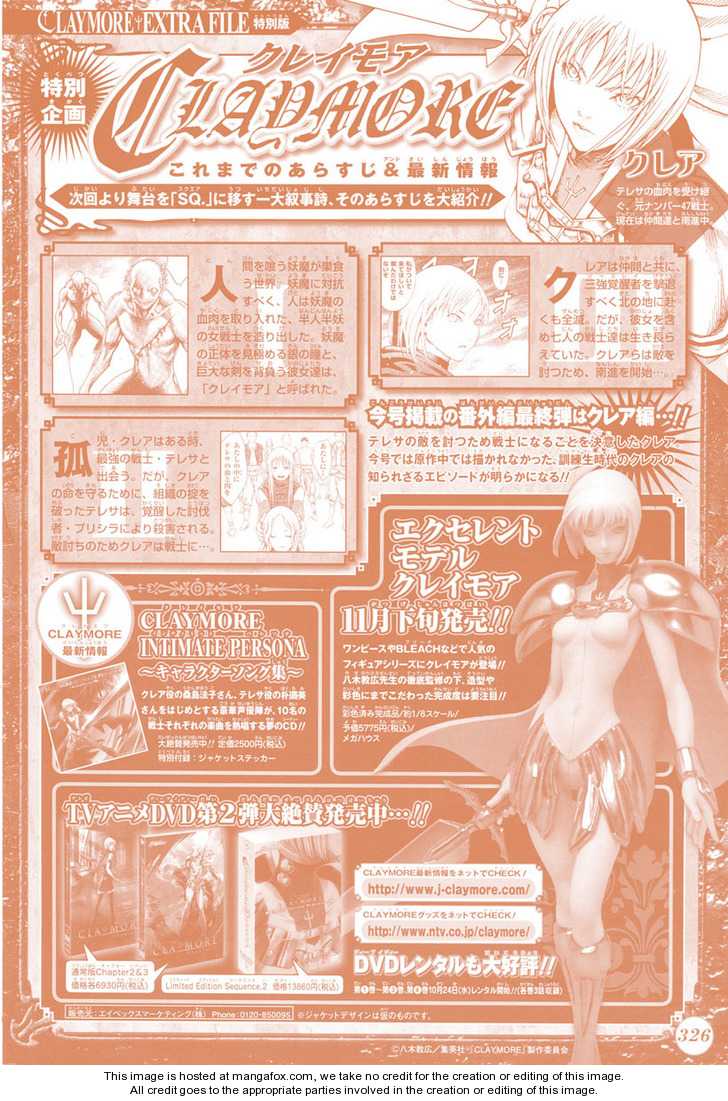 CLAYMORE EXTRA FILE 特別版
特別
企画
クレイモア
CLAYMORE
これまでのあらすじ&最新情報
次回より舞台を「SQ.」に移す一大叙事詩、そのあらすじを大紹介!!
クレア
テレサの血肉を受け継
ぐ、元ナンバー47戦士。
現在は仲間達と南進中。
人間を喰う妖魔が巣食
う世界。妖魔に対抗
すべく、人は妖魔の
血肉を取り入れた、半人半妖
の女戦士を造り出した。妖魔
の正体を見極める銀の瞳と、
巨大な剣を背負う彼女達は、
「クレイモア」と呼ばれた。
クレアは仲間と共に、
三強覚醒者を撃退
すべく北の地に赴
くも全滅。だが、彼女を含
め七人の戦士達は生き長ら
えていた。クレアらは敵を
討つため、南進を開始…。
孤児・クレアはある時、
最強の戦士・テレサと
出会う。だが、クレア
の命を守るために、組織の掟を
破ったテレサは、覚醒した討伐
者・プリシラにより殺害される。
敵討ちのためクレアは戦士に…。
今号掲載の番外編最終弾はクレア編…!!
テレサの敵を討つため戦士になることを決意したクレア。
今号では原作中では描かれなかった、訓練生時代のクレアの
知られざるエピソードが明らかになる!!
エクセレント
モデル
クレイモア
11月下旬発売!!
ワンピースやBLEACHなどで人気の
フィギュアシリーズにクレイモアが登場!!
八木教広先生の徹底監修の下、造型や
彩色にまでこだわった完成度は要注目!!
彩色済み完成品/約1/8スケール/
予価5775円(税込)/
メガハウス
CLAYMORE
最新情報
CLAYMORE
INTIMATE PERSONA
～キャラクターソング集～
クレア役の桑島法子さん、テレサ役の朴璐美
さんをはじめとする豪華声優陣が、10名の
戦士それぞれの楽曲を熱唱する夢のCD!!
大絶賛発売中!! 定価2500円(税込)
特別付録:ジャケットステッカー
TVアニメDVD第2弾大絶賛発売中…!!
CLAYMORE
CLAYMORE
通常版Chapter2&3
価格各6930円(税込)
Limited Edition Sequence.2 価格13860円(税込)
CLAYMORE最新情報をネットでCHECK!
http://www.j-claymore.com/
CLAYMOREグッズをネットでCHECK!
http://www.ntv.co.jp/claymore/
DVDレンタルも大好評!!
10月24日(水)レンタル開始!(各巻3話収録)
販売元:エイベックスマーケティング(株) Phone:0120-850095 ※ジャケットデザインは仮のものです。
326
©八木教広/集英社・「CLAYMORE」製作委員会
This image is hosted at mangafox.com, we take no credit for the creation or editing of this image.
All credit goes to the appropriate parties involved in the creation or editing of this image.